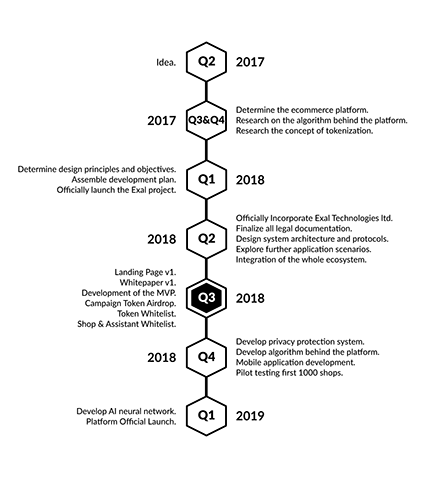 Idea.
Q2
2017
2017
Q3&Q4
Determine the ecommerce platform.
Research on the algorithm behind the platform.
Research the concept of tokenization.
Determine design principles and objectives.
Assemble development plan.
Officially launch the Exal project.
Q1
2018
2018
Q2
Officially Incorporate Exal Technologies ltd.
Finalize all legal documentation.
Design system architecture and protocols.
Explore further application scenarios.
Integration of the whole ecosystem.
Landing Page v1.
Whitepaper v1.
Development of the MVP.
Campaign Token Airdrop.
Token Whitelist.
Shop & Assistant Whitelist.
Q3
2018
2018
Q4
Develop privacy protection system.
Develop algorithm behind the platform.
Mobile application development.
Pilot testing first 1000 shops.
Develop AI neural network.
Platform Official Launch.
Q1
2019